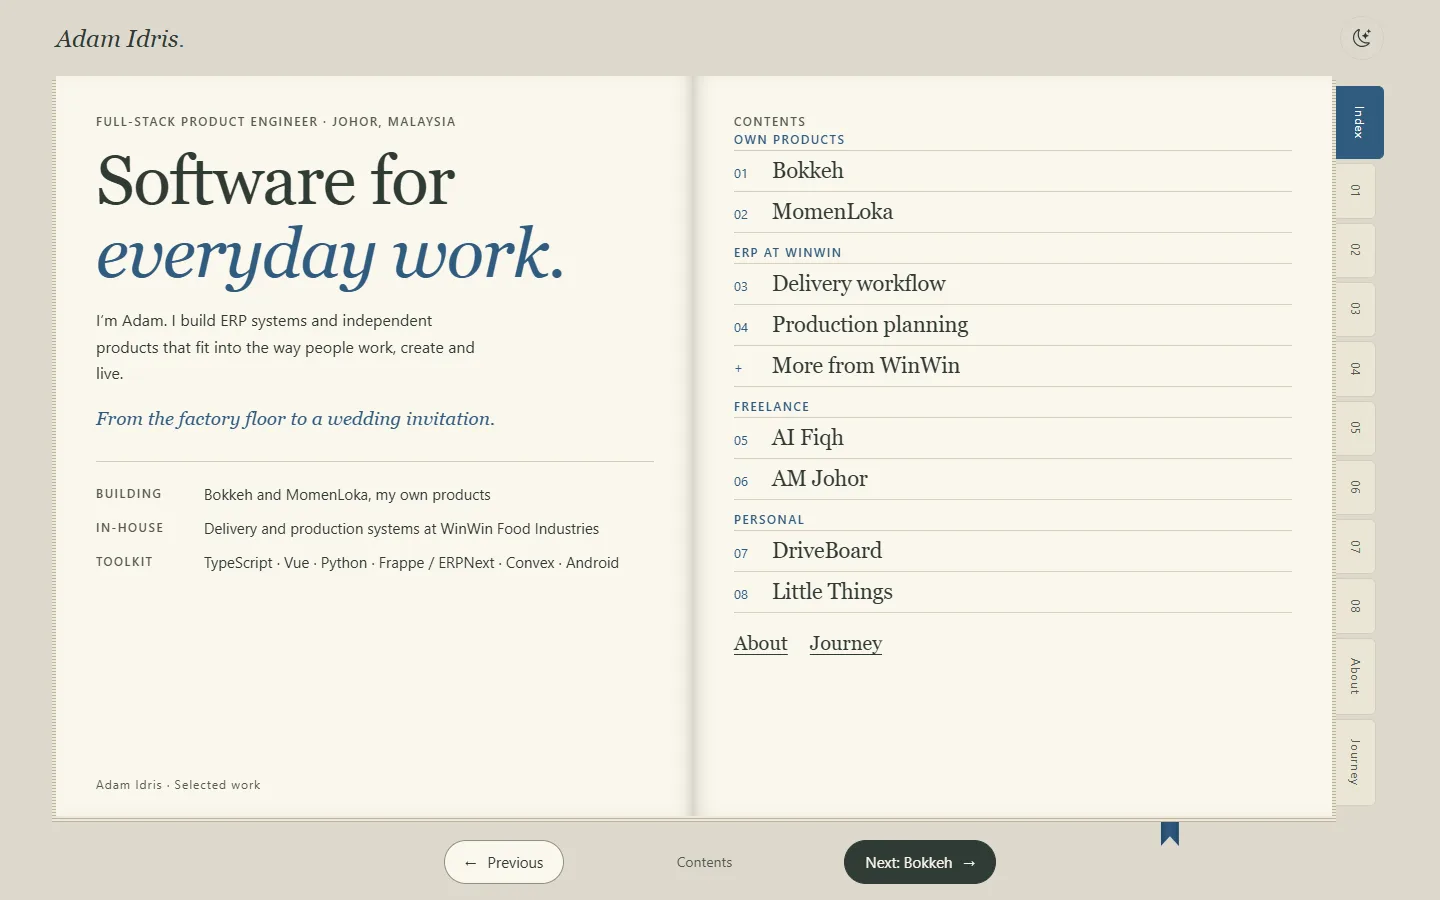 Adam Idris.
FULL-STACK PRODUCT ENGINEER · JOHOR, MALAYSIA
Software for
everyday work.
I’m Adam. I build ERP systems and independent
products that fit into the way people work, create and
live.
From the factory floor to a wedding invitation.
BUILDING Bokkeh and MomenLoka, my own products
IN-HOUSE Delivery and production systems at WinWin Food Industries
TOOLKIT TypeScript · Vue · Python · Frappe / ERPNext · Convex · Android
Adam Idris · Selected work
CONTENTS
OWN PRODUCTS
01 Bokkeh
02 MomenLoka
ERP AT WINWIN
03 Delivery workflow
04 Production planning
+ More from WinWin
FREELANCE
05 AI Fiqh
06 AM Johor
PERSONAL
07 DriveBoard
08 Little Things
About Journey
Index
01
02
03
04
05
06
07
08
About
Journey
← Previous
Contents
Next: Bokkeh →